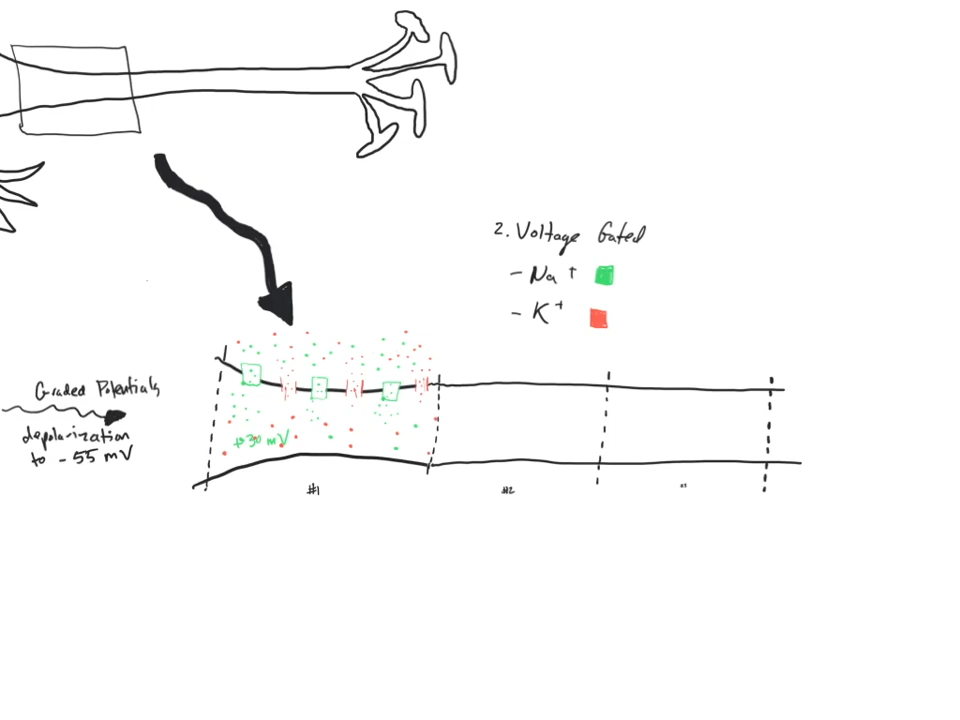 2. Voltage Gated
- Na +
- K+
Graded Potentials
depolarization
to - 55 mV
+30 mV
#1
#2